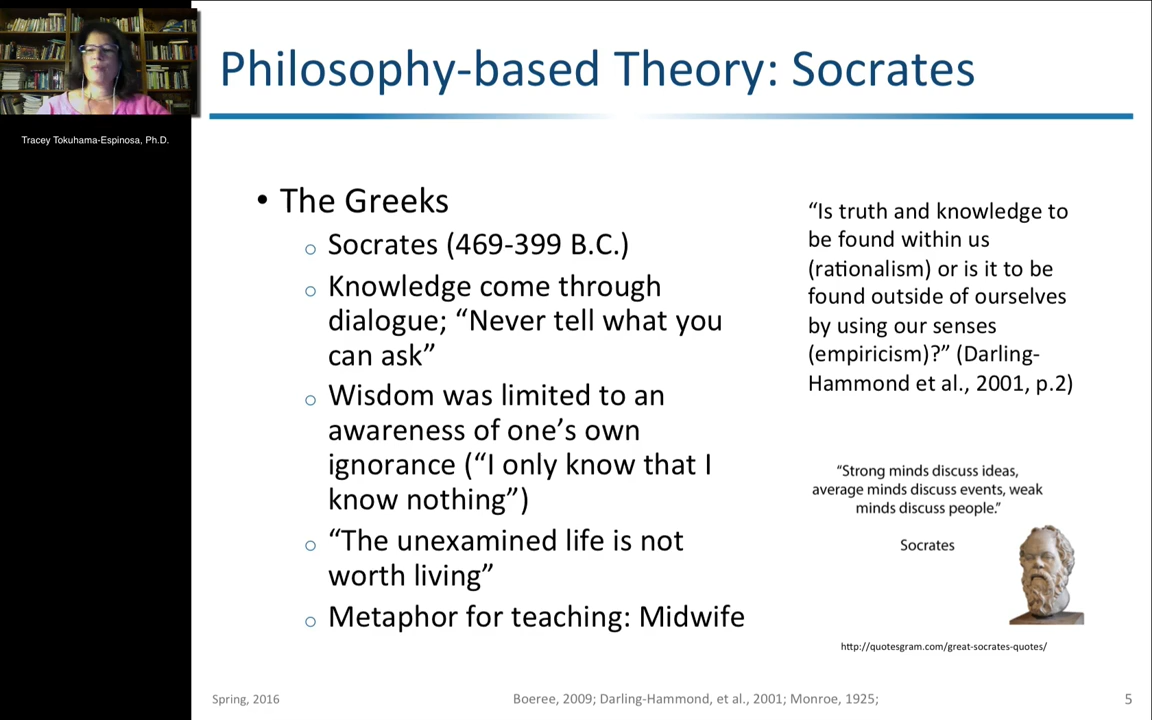 Philosophy-based Theory: Socrates
Tracey Tokuhama-Espinosa, Ph.D.
• The Greeks
o Socrates (469-399 B.C.)
o Knowledge come through
dialogue; “Never tell what you
can ask”
o Wisdom was limited to an
awareness of one’s own
ignorance (“I only know that I
know nothing”)
o “The unexamined life is not
worth living”
o Metaphor for teaching: Midwife
“Is truth and knowledge to
be found within us
(rationalism) or is it to be
found outside of ourselves
by using our senses
(empiricism)?” (Darling-
Hammond et al., 2001, p.2)
“Strong minds discuss ideas,
average minds discuss events, weak
minds discuss people.”
Socrates
http://quotesgram.com/great-socrates-quotes/
Spring, 2016
Boeree, 2009; Darling-Hammond, et al., 2001; Monroe, 1925;
5